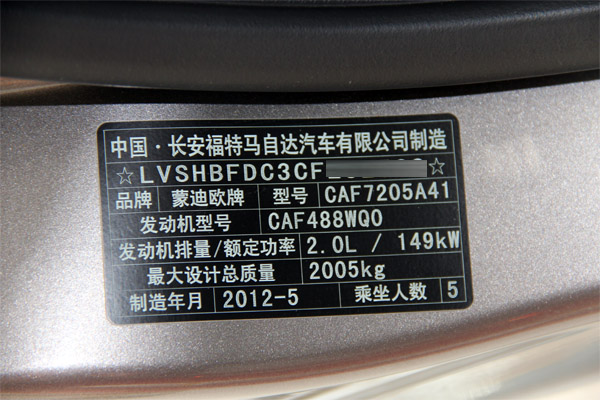 中国·长安福特马自达汽车有限公司制造
☆LVSHBFDC3CF ☆
品牌 蒙迪欧牌 型号 CAF7205A41
发动机型号 CAF488WQ0
发动机排量/额定功率 2.0L / 149kW
最大设计总质量 2005kg
制造年月 2012-5 乘坐人数 5